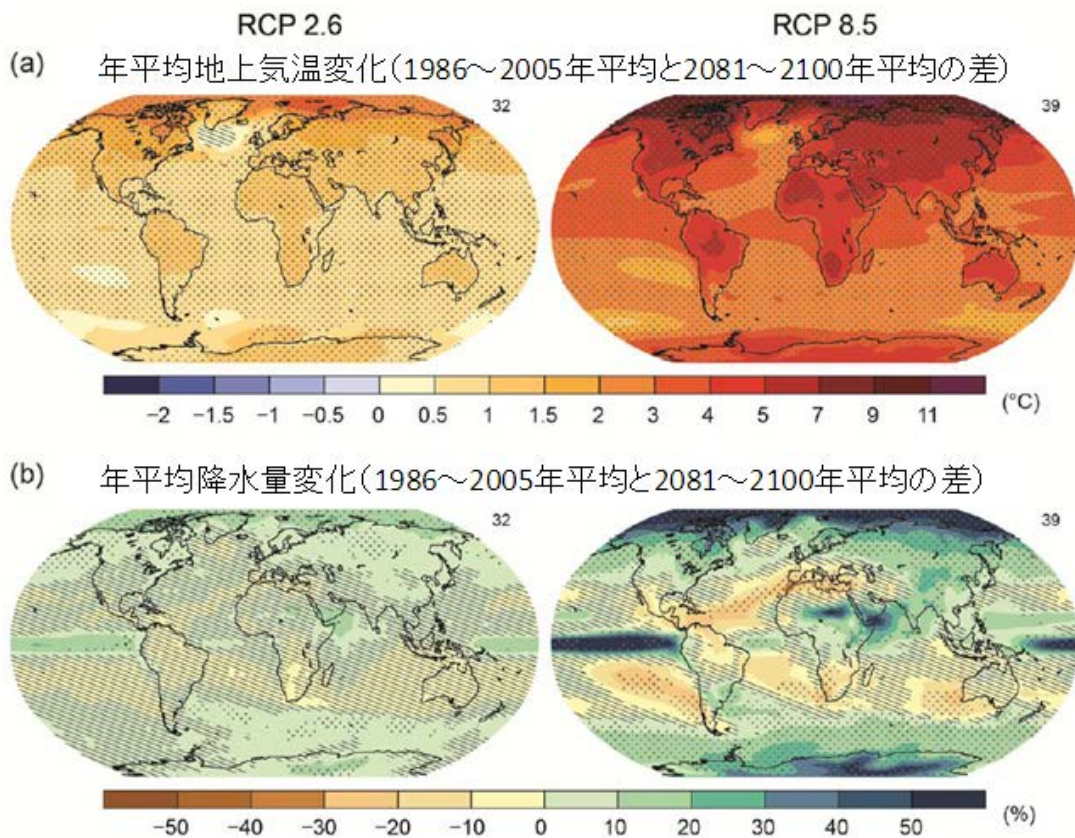 RCP 2.6 RCP 8.5
(a) 年平均地上気温変化(1986～2005年平均と2081～2100年平均の差)
32 39
−2 −1.5 −1 −0.5 0 0.5 1 1.5 2 3 4 5 7 9 11 (°C)
(b) 年平均降水量変化(1986～2005年平均と2081～2100年平均の差)
32 39
−50 −40 −30 −20 −10 0 10 20 30 40 50 (%)